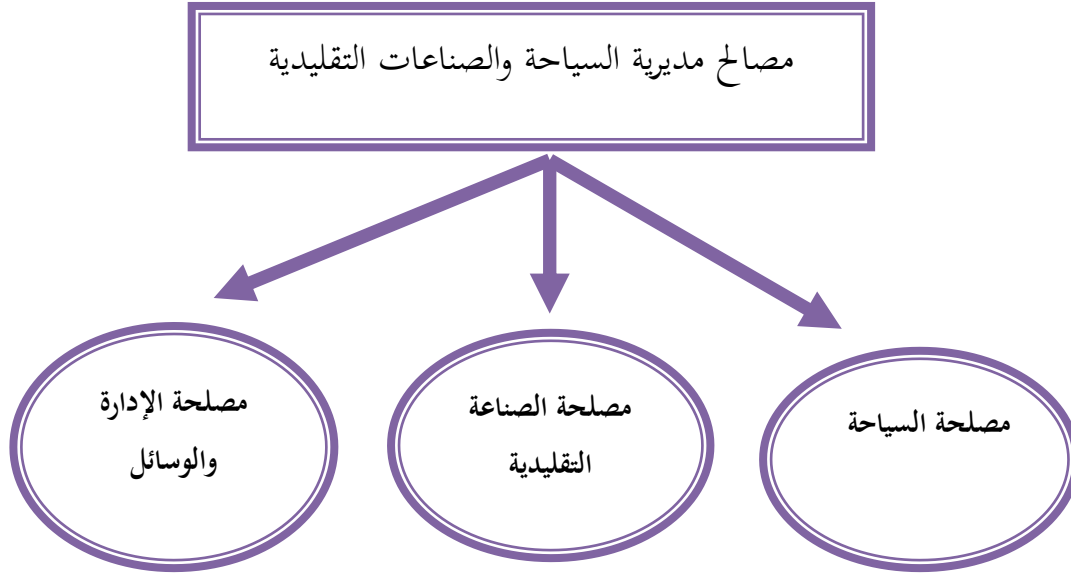 مصالح مديرية السياحة والصناعات التقليدية
مصلحة السياحة
مصلحة الصناعة
التقليدية
مصلحة الإدارة
والوسائل